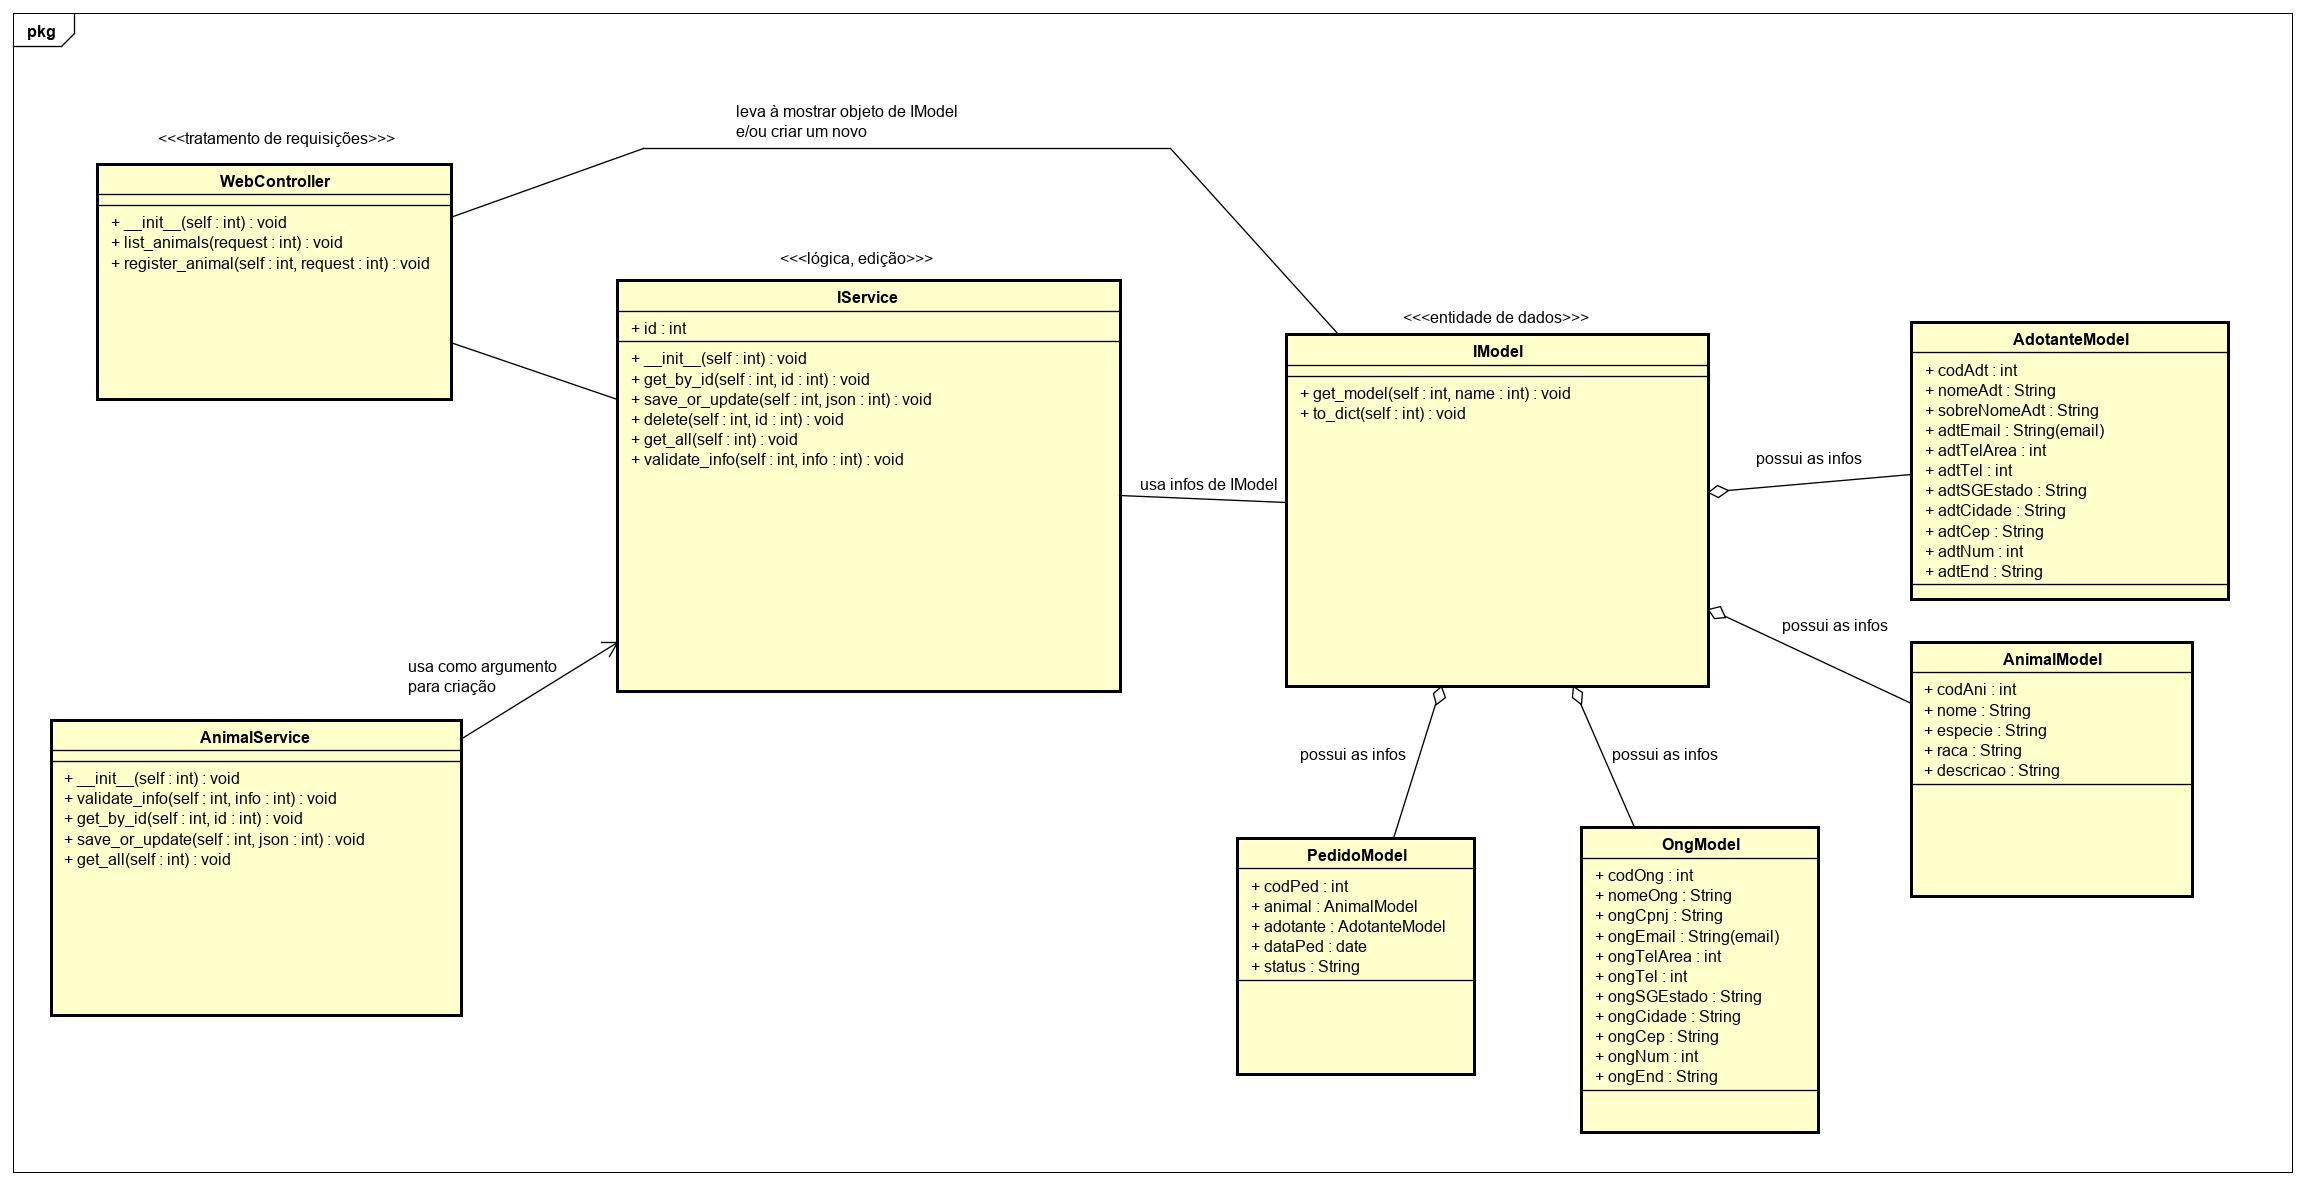 pkg
leva à mostrar objeto de IModel
e/ou criar um novo
<<<tratamento de requisições>>>
WebController
+ __init__(self : int) : void
+ list_animals(request : int) : void
+ register_animal(self : int, request : int) : void
<<<lógica, edição>>>
IService
+ id : int
+ __init__(self : int) : void
+ get_by_id(self : int, id : int) : void
+ save_or_update(self : int, json : int) : void
+ delete(self : int, id : int) : void
+ get_all(self : int) : void
+ validate_info(self : int, info : int) : void
usa infos de IModel
<<<entidade de dados>>>
IModel
+ get_model(self : int, name : int) : void
+ to_dict(self : int) : void
possui as infos
AdotanteModel
+ codAdt : int
+ nomeAdt : String
+ sobreNomeAdt : String
+ adtEmail : String(email)
+ adtTelArea : int
+ adtTel : int
+ adtSGEstado : String
+ adtCidade : String
+ adtCep : String
+ adtNum : int
+ adtEnd : String
possui as infos
AnimalModel
+ codAni : int
+ nome : String
+ especie : String
+ raca : String
+ descricao : String
usa como argumento
para criação
AnimalService
+ __init__(self : int) : void
+ validate_info(self : int, info : int) : void
+ get_by_id(self : int, id : int) : void
+ save_or_update(self : int, json : int) : void
+ get_all(self : int) : void
possui as infos
PedidoModel
+ codPed : int
+ animal : AnimalModel
+ adotante : AdotanteModel
+ dataPed : date
+ status : String
possui as infos
OngModel
+ codOng : int
+ nomeOng : String
+ ongCpnj : String
+ ongEmail : String(email)
+ ongTelArea : int
+ ongTel : int
+ ongSGEstado : String
+ ongCidade : String
+ ongCep : String
+ ongNum : int
+ ongEnd : String